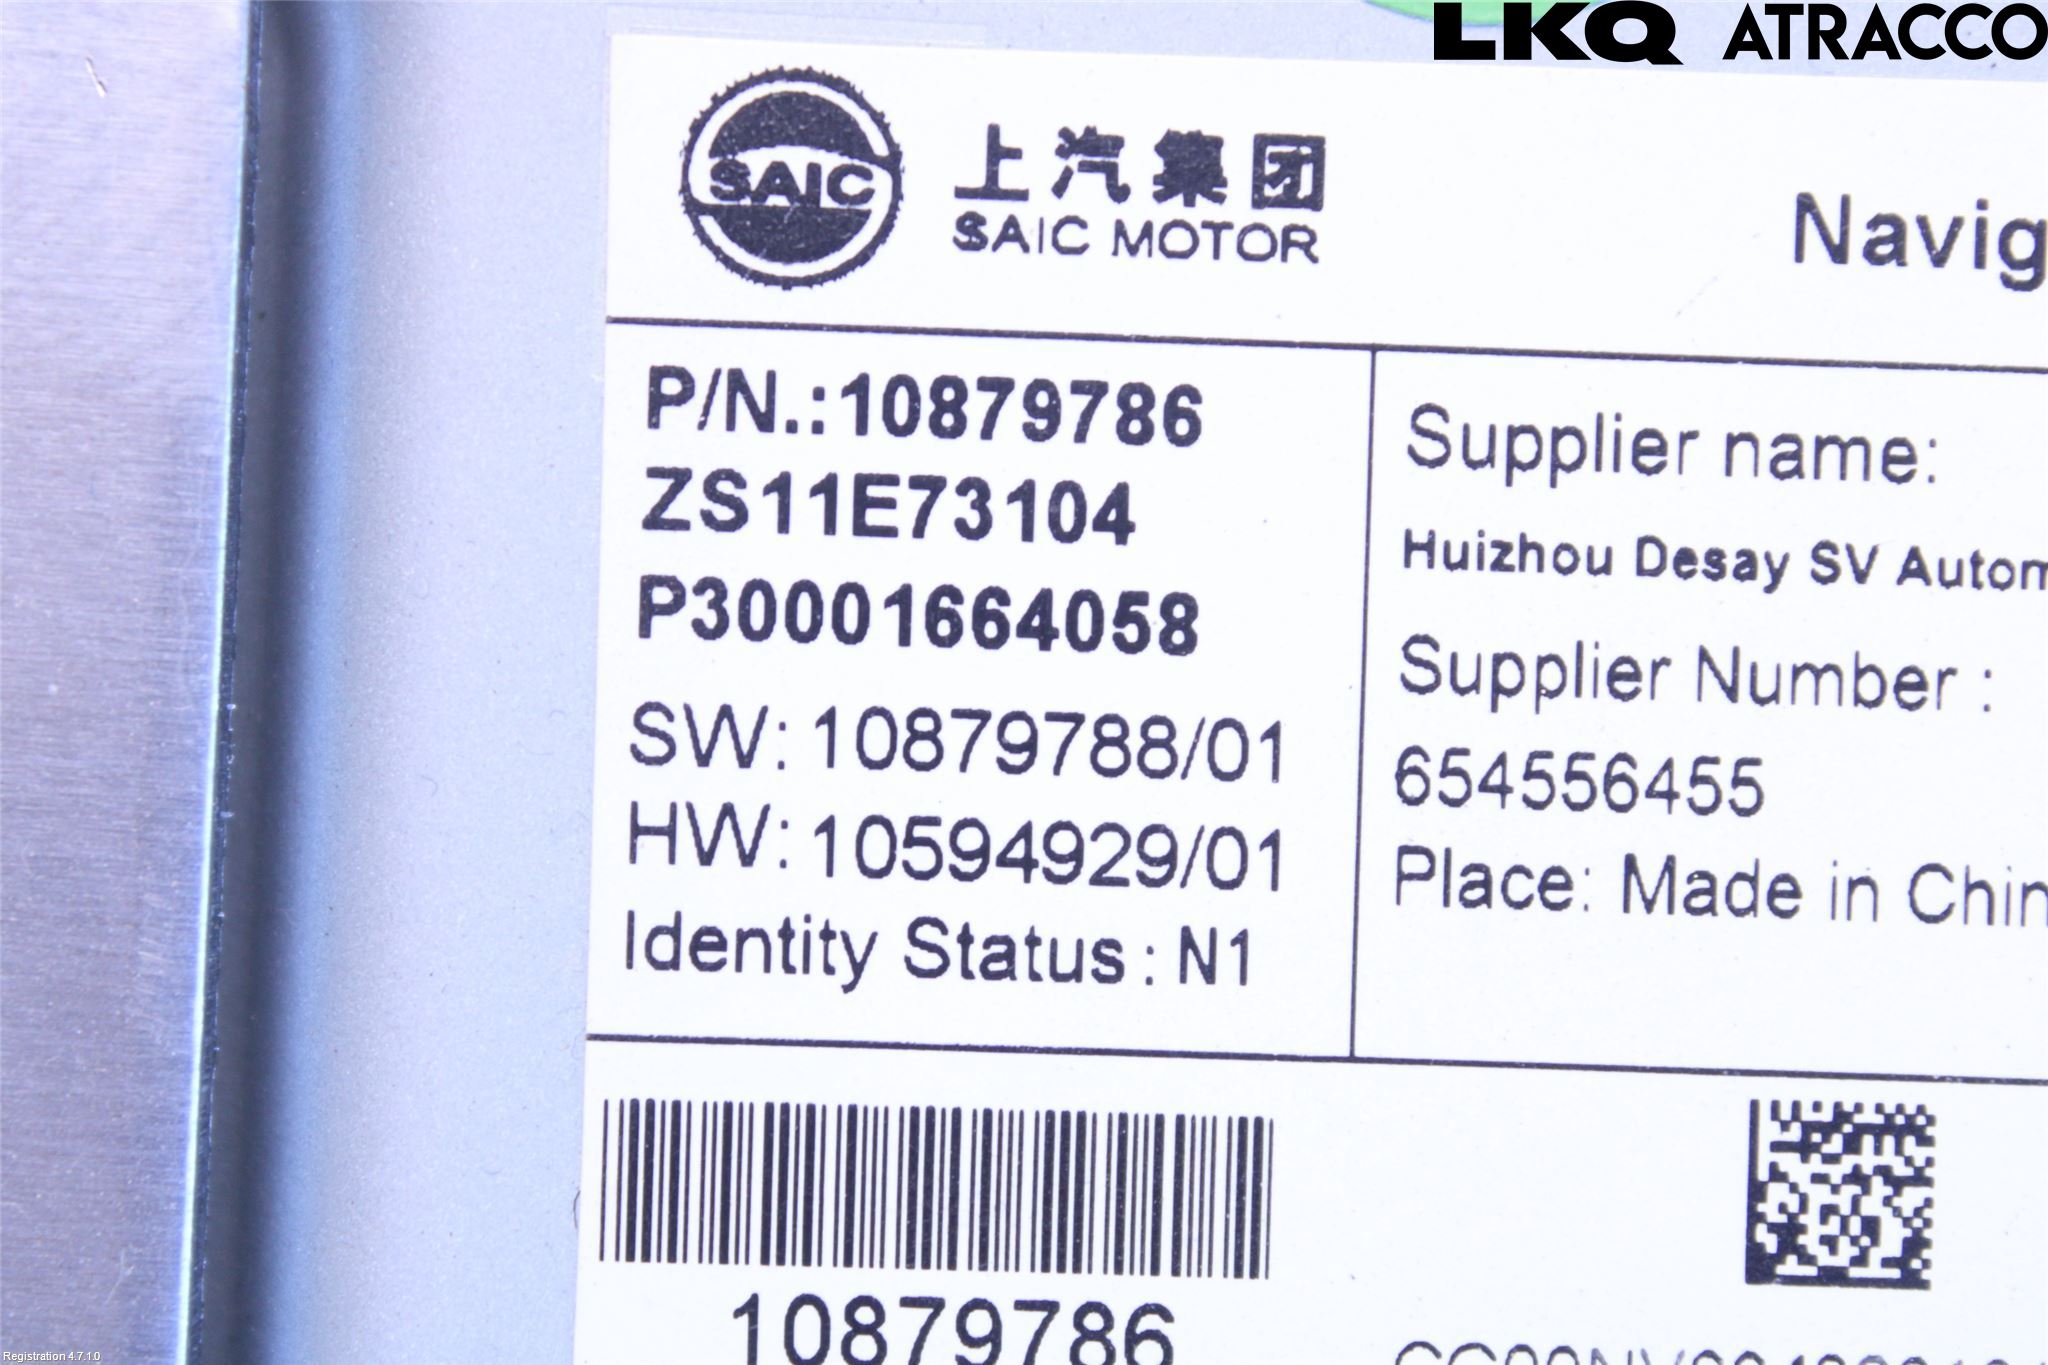 LKQ ATRACCO
SAIC
上汽集团
SAIC MOTOR
Navig
P/N.:10879786
ZS11E73104
P30001664058
SW: 10879788/01
HW: 10594929/01
Identity Status : N1
Supplier name:
Huizhou Desay SV Autom
Supplier Number :
654556455
Place: Made in Chin
10879786
Registration 4.7.1.0